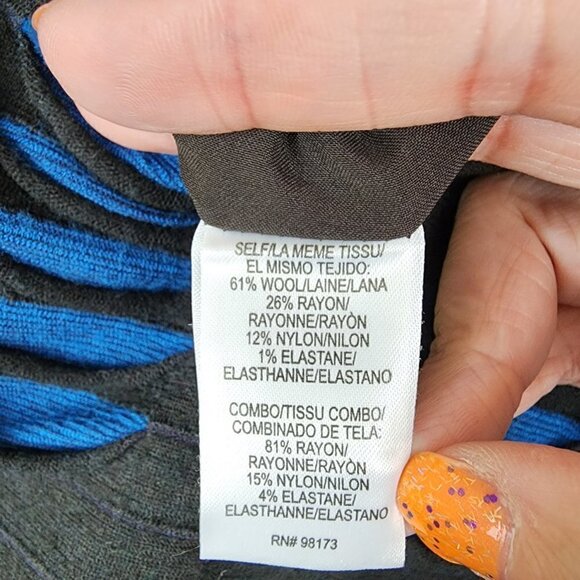 SELF/LA MEME TISSU/
EL MISMO TEJIDO:
61% WOOL/LAINE/LANA
26% RAYON/
RAYONNE/RAYÒN
12% NYLON/NILON
1% ELASTANE/
ELASTHANNE/ELASTANO
COMBO/TISSU COMBO/
COMBINADO DE TELA:
81% RAYON/
RAYONNE/RAYÒN
15% NYLON/NILON
4% ELASTANE/
ELASTHANNE/ELASTANO
RN# 98173